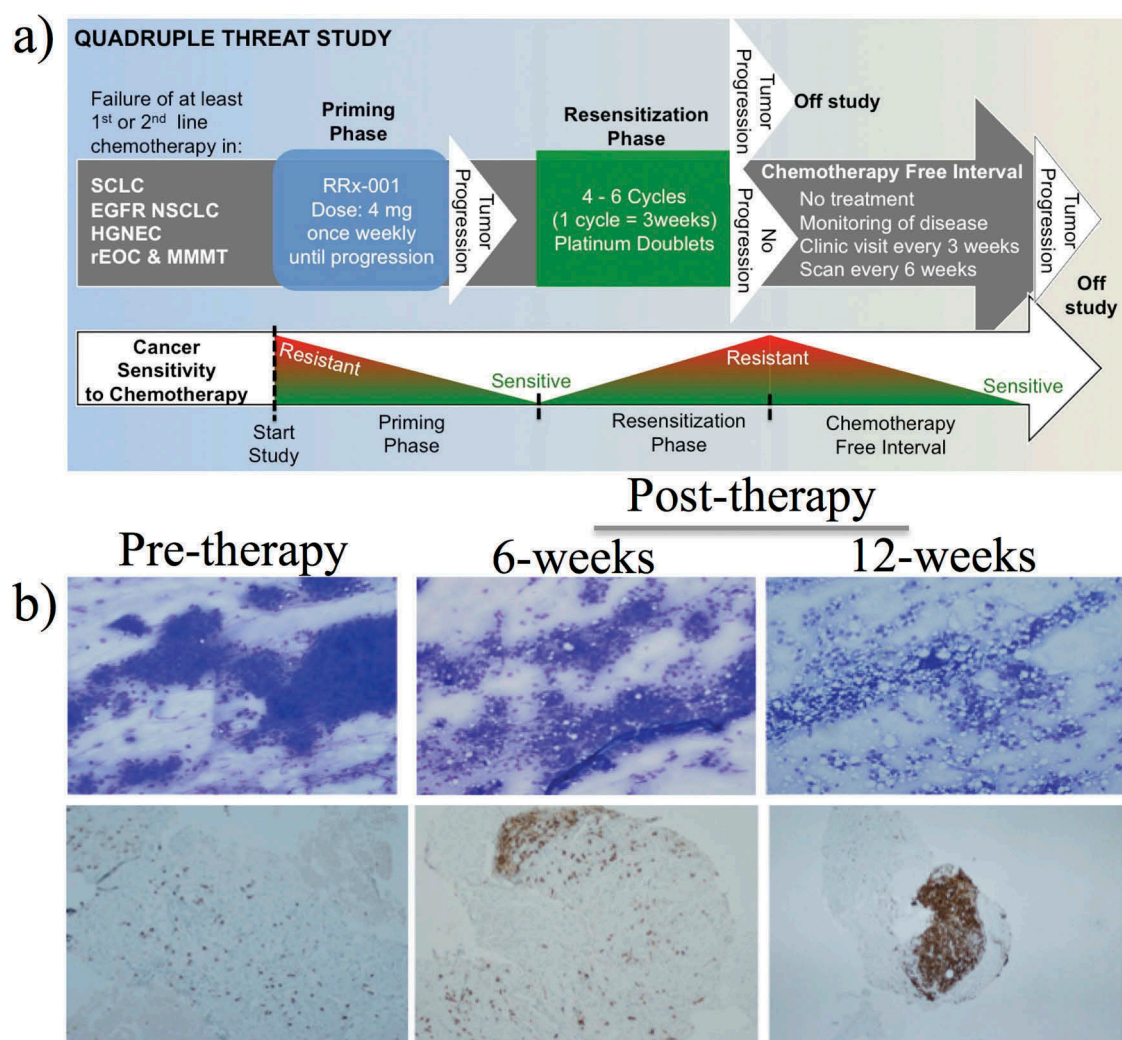 a)
QUADRUPLE THREAT STUDY
Failure of at least
1st or 2nd line
chemotherapy in:
SCLC
EGFR NSCLC
HGNEC
rEOC & MMMT
Priming
Phase
RRx-001
Dose: 4 mg
once weekly
until progression
Tumor
Progression
Resensitization
Phase
4 - 6 Cycles
(1 cycle = 3weeks)
Platinum Doublets
Tumor
Progression
Off study
No
Progression
Chemotherapy Free Interval
No treatment
Monitoring of disease
Clinic visit every 3 weeks
Scan every 6 weeks
Tumor
Progression
Off
study
Cancer
Sensitivity
to Chemotherapy
Resistant
Sensitive
Resistant
Sensitive
Start
Study
Priming
Phase
Resensitization
Phase
Chemotherapy
Free Interval
Post-therapy
Pre-therapy
6-weeks
12-weeks
b)